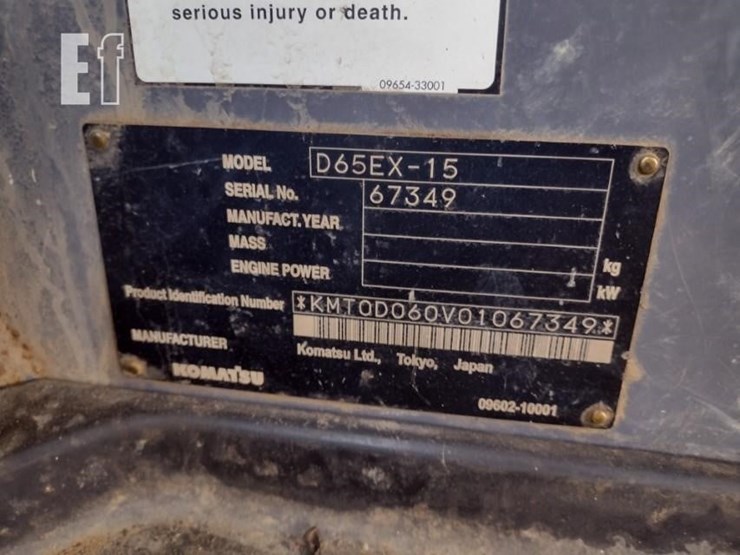 serious injury or death.
09654-33001
Ef
MODEL D65EX-15
SERIAL No. 67349
MANUFACT. YEAR
MASS kg
ENGINE POWER kW
Product Identification Number *KMT0D060V01067349*
MANUFACTURER Komatsu Ltd., Tokyo, Japan
KOMATSU
09602-10001